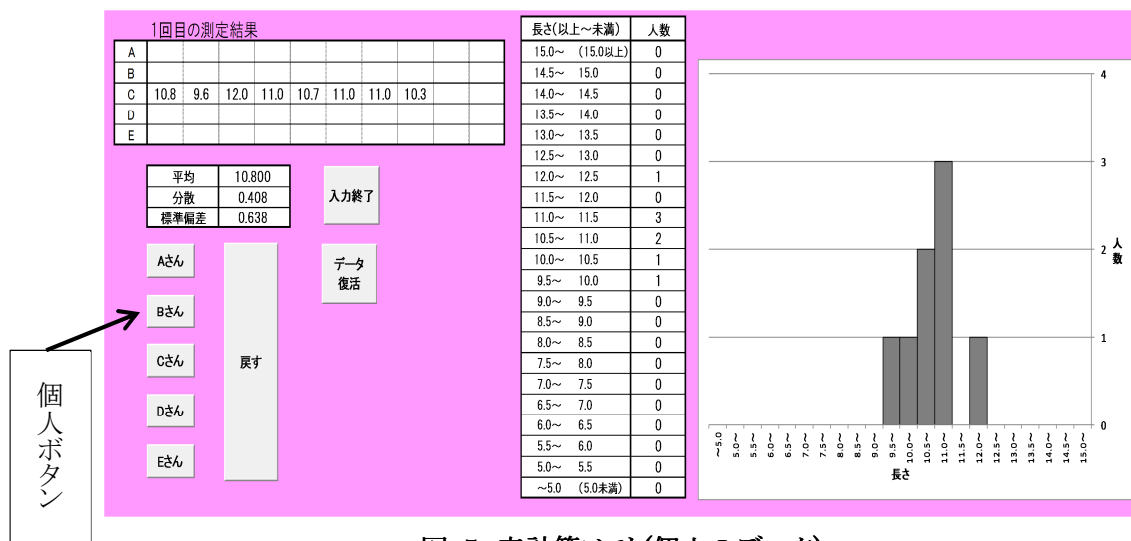 1回目の測定結果
A
B
C 10.8 9.6 12.0 11.0 10.7 11.0 11.0 10.3
D
E
平均 10.800
分散 0.408
標準偏差 0.638
入力終了
データ
復活
Aさん
Bさん
Cさん
Dさん
Eさん
戻す
個人ボタン
長さ(以上～未満) 人数
15.0～ (15.0以上) 0
14.5～ 15.0 0
14.0～ 14.5 0
13.5～ 14.0 0
13.0～ 13.5 0
12.5～ 13.0 0
12.0～ 12.5 1
11.5～ 12.0 0
11.0～ 11.5 3
10.5～ 11.0 2
10.0～ 10.5 1
9.5～ 10.0 1
9.0～ 9.5 0
8.5～ 9.0 0
8.0～ 8.5 0
7.5～ 8.0 0
7.0～ 7.5 0
6.5～ 7.0 0
6.0～ 6.5 0
5.5～ 6.0 0
5.0～ 5.5 0
～5.0 (5.0未満) 0
4
3
2
1
0
人数
～5.0 5.0～ 5.5～ 6.0～ 6.5～ 7.0～ 7.5～ 8.0～ 8.5～ 9.0～ 9.5～ 10.0～ 10.5～ 11.0～ 11.5～ 12.0～ 12.5～ 13.0～ 13.5～ 14.0～ 14.5～ 15.0～
長さ